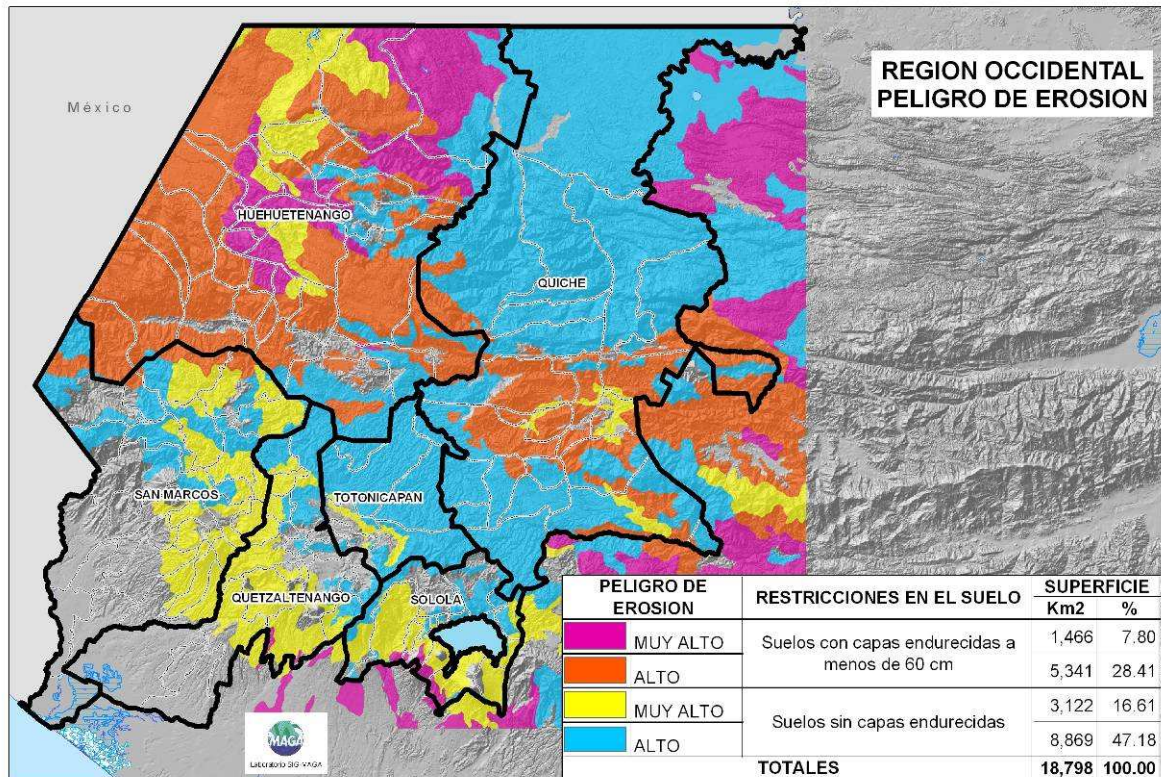 REGION OCCIDENTAL
PELIGRO DE EROSION
México
HUEHUETENANGO
QUICHE
SAN MARCOS
TOTONICAPAN
QUETZALTENANGO
SOLOLA
MAGA
Laboratorio SIG-MAGA
PELIGRO DE EROSION RESTRICCIONES EN EL SUELO SUPERFICIE
Km2 %
MUY ALTO Suelos con capas endurecidas a menos de 60 cm 1,466 7.80
ALTO 5,341 28.41
MUY ALTO Suelos sin capas endurecidas 3,122 16.61
ALTO 8,869 47.18
TOTALES 18,798 100.00